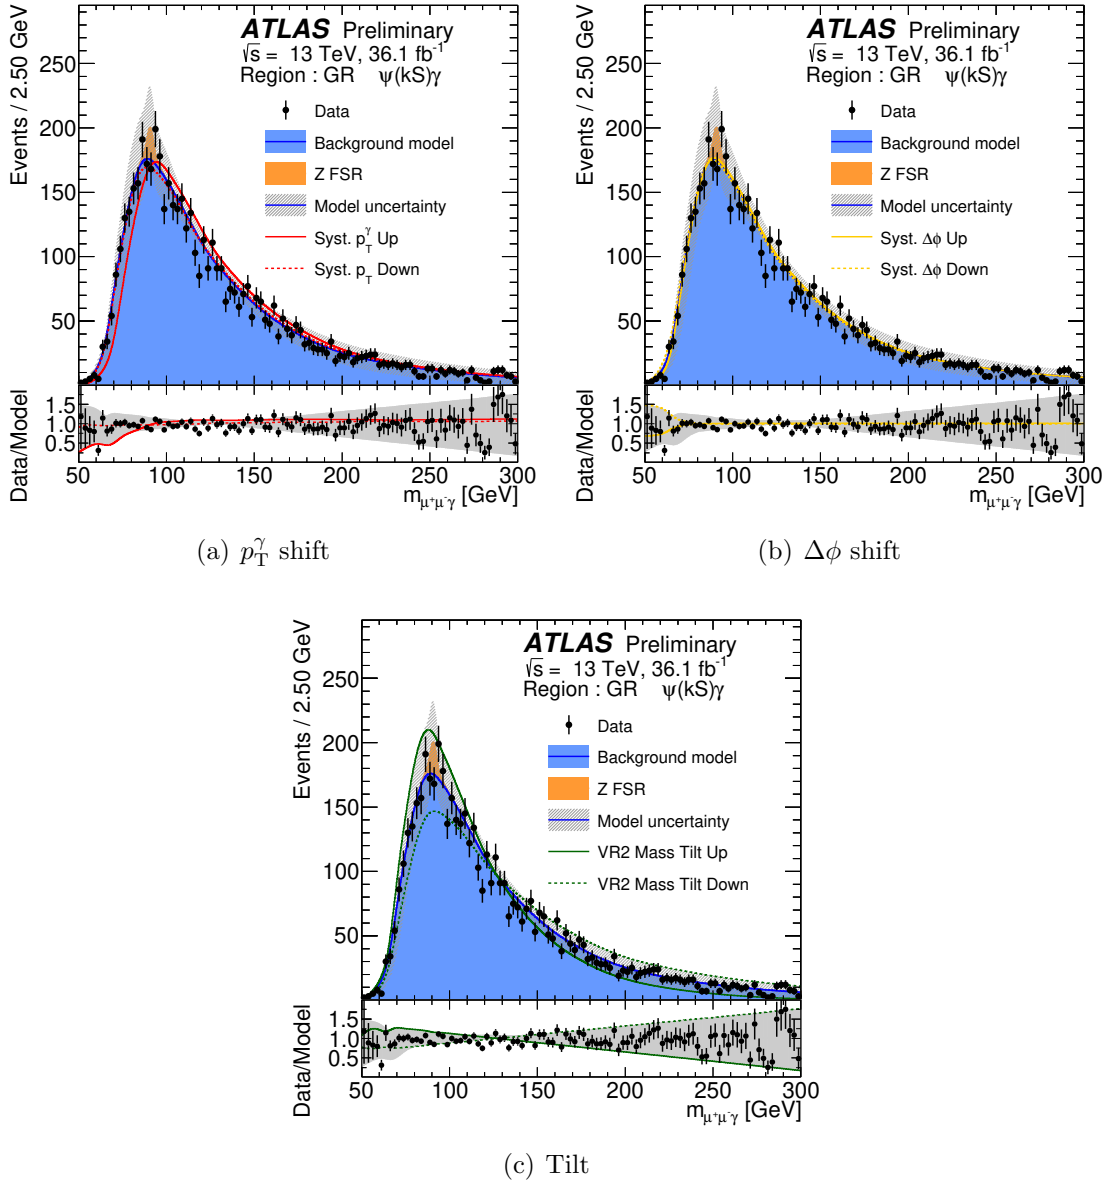 Events / 2.50 GeV
250
200
150
100
50
ATLAS Preliminary
√s = 13 TeV, 36.1 fb⁻¹
Region : GR ψ(kS)γ
Data
Background model
Z FSR
Model uncertainty
Syst. p_T^γ Up
Syst. p_T Down
Data/Model
1.5
1.0
0.5
50 100 150 200 250 300
m_μ⁺μ⁻γ [GeV]
(a) p_T^γ shift
Events / 2.50 GeV
250
200
150
100
50
ATLAS Preliminary
√s = 13 TeV, 36.1 fb⁻¹
Region : GR ψ(kS)γ
Data
Background model
Z FSR
Model uncertainty
Syst. Δϕ Up
Syst. Δϕ Down
Data/Model
1.5
1.0
0.5
50 100 150 200 250 300
m_μ⁺μ⁻γ [GeV]
(b) Δϕ shift
Events / 2.50 GeV
250
200
150
100
50
ATLAS Preliminary
√s = 13 TeV, 36.1 fb⁻¹
Region : GR ψ(kS)γ
Data
Background model
Z FSR
Model uncertainty
VR2 Mass Tilt Up
VR2 Mass Tilt Down
Data/Model
1.5
1.0
0.5
50 100 150 200 250 300
m_μ⁺μ⁻γ [GeV]
(c) Tilt